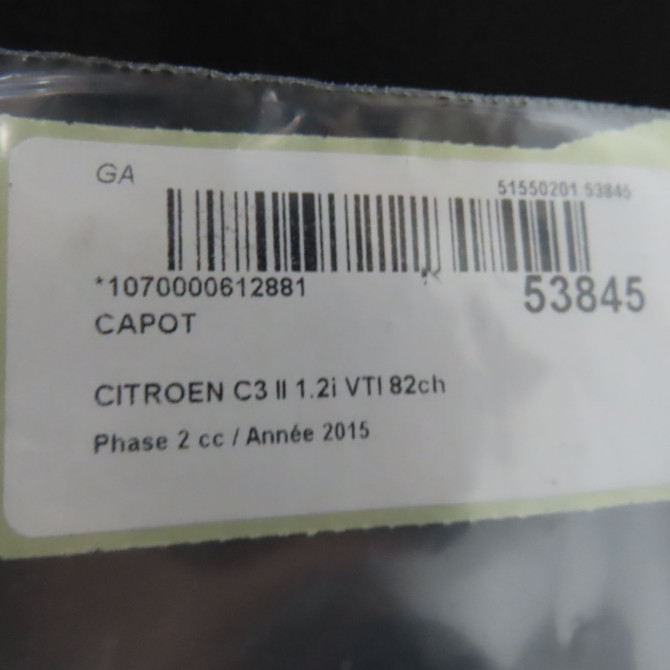 GA
51550201 53845
*1070000612881
53845
CAPOT
CITROEN C3 II 1.2i VTI 82ch
Phase 2 cc / Année 2015